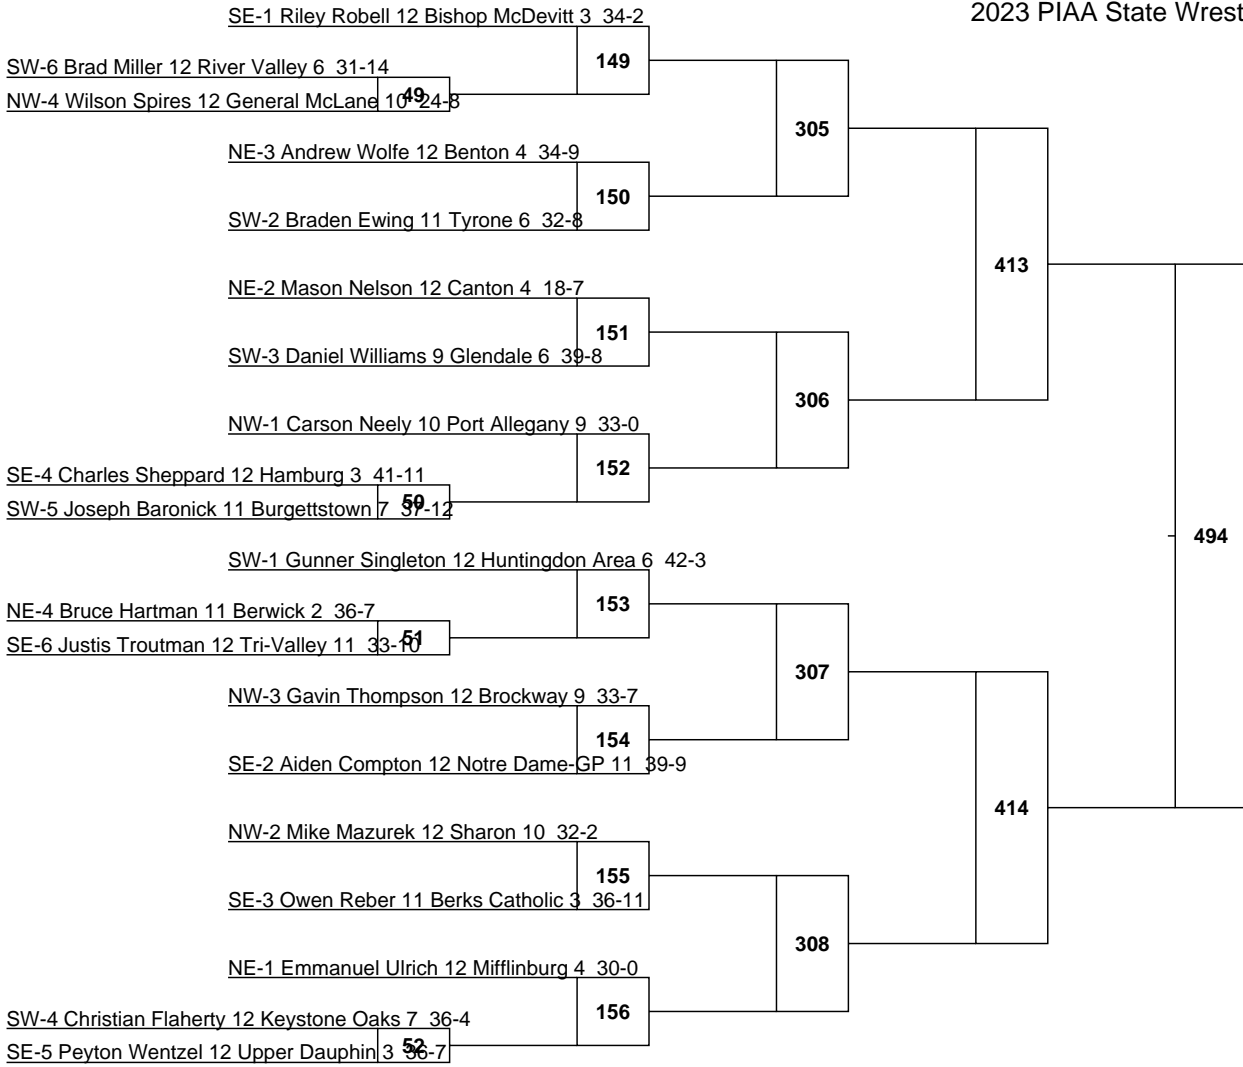 2023 PIAA State Wrest
SE-1 Riley Robell 12 Bishop McDevitt 3 34-2
149
SW-6 Brad Miller 12 River Valley 6 31-14
49
NW-4 Wilson Spires 12 General McLane 10 24-8
305
NE-3 Andrew Wolfe 12 Benton 4 34-9
150
SW-2 Braden Ewing 11 Tyrone 6 32-8
413
NE-2 Mason Nelson 12 Canton 4 18-7
151
SW-3 Daniel Williams 9 Glendale 6 39-8
306
NW-1 Carson Neely 10 Port Allegany 9 33-0
152
SE-4 Charles Sheppard 12 Hamburg 3 41-11
50
SW-5 Joseph Baronick 11 Burgettstown 7 37-12
494
SW-1 Gunner Singleton 12 Huntingdon Area 6 42-3
153
NE-4 Bruce Hartman 11 Berwick 2 36-7
51
SE-6 Justis Troutman 12 Tri-Valley 11 33-10
307
NW-3 Gavin Thompson 12 Brockway 9 33-7
154
SE-2 Aiden Compton 12 Notre Dame-GP 11 39-9
414
NW-2 Mike Mazurek 12 Sharon 10 32-2
155
SE-3 Owen Reber 11 Berks Catholic 3 36-11
308
NE-1 Emmanuel Ulrich 12 Mifflinburg 4 30-0
156
SW-4 Christian Flaherty 12 Keystone Oaks 7 36-4
52
SE-5 Peyton Wentzel 12 Upper Dauphin 3 36-7